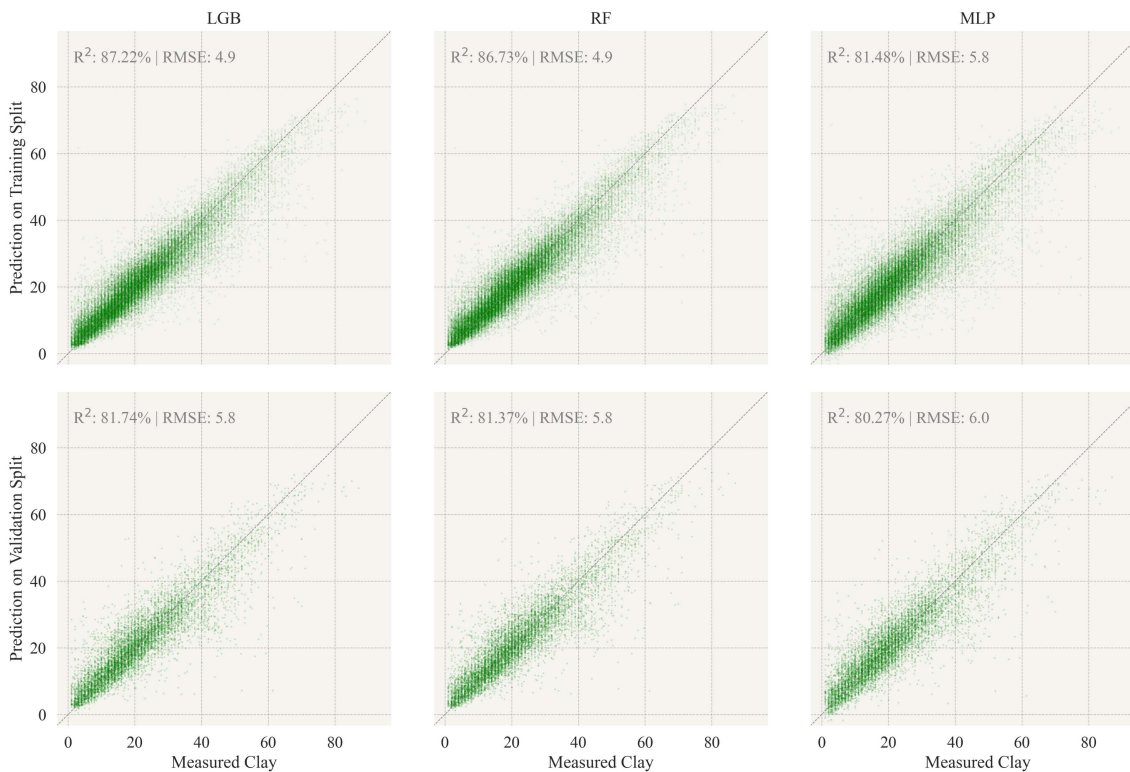 LGB
RF
MLP
R²: 87.22% | RMSE: 4.9
R²: 86.73% | RMSE: 4.9
R²: 81.48% | RMSE: 5.8
Prediction on Training Split
80
60
40
20
0
R²: 81.74% | RMSE: 5.8
R²: 81.37% | RMSE: 5.8
R²: 80.27% | RMSE: 6.0
Prediction on Validation Split
80
60
40
20
0
0 20 40 60 80
0 20 40 60 80
0 20 40 60 80
Measured Clay
Measured Clay
Measured Clay